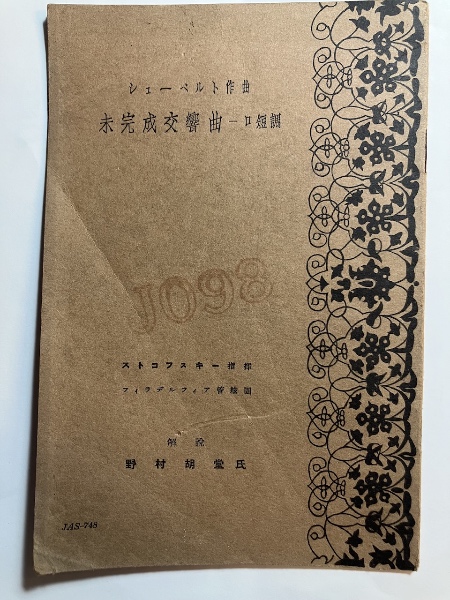 シューベルト作曲
未完成交響曲－ロ短調
J098
ストコフスキー指揮
フィラデルフィア管絃團
解說
野村胡堂氏
JAS-748